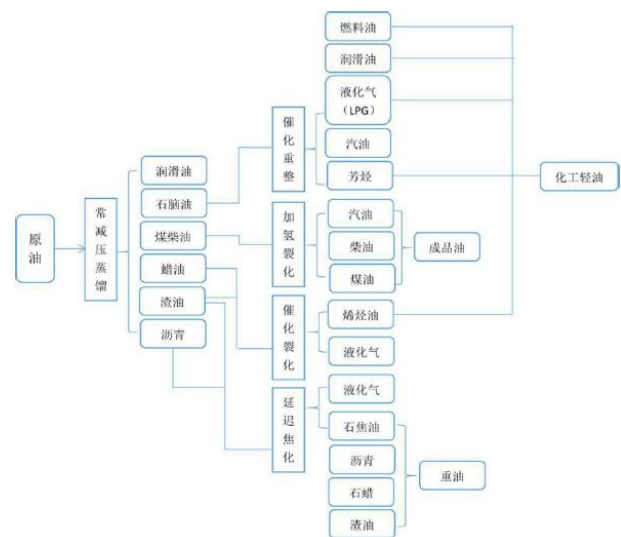 原
油
常
减
压
蒸
馏
润滑油
石脑油
煤柴油
蜡油
渣油
沥青
催
化
重
整
加
氢
裂
化
催
化
裂
化
延
迟
焦
化
燃料油
润滑油
液化气
（LPG）
汽油
芳烃
汽油
柴油
煤油
烯烃油
液化气
液化气
石焦油
沥青
石蜡
渣油
成品油
重油
化工轻油